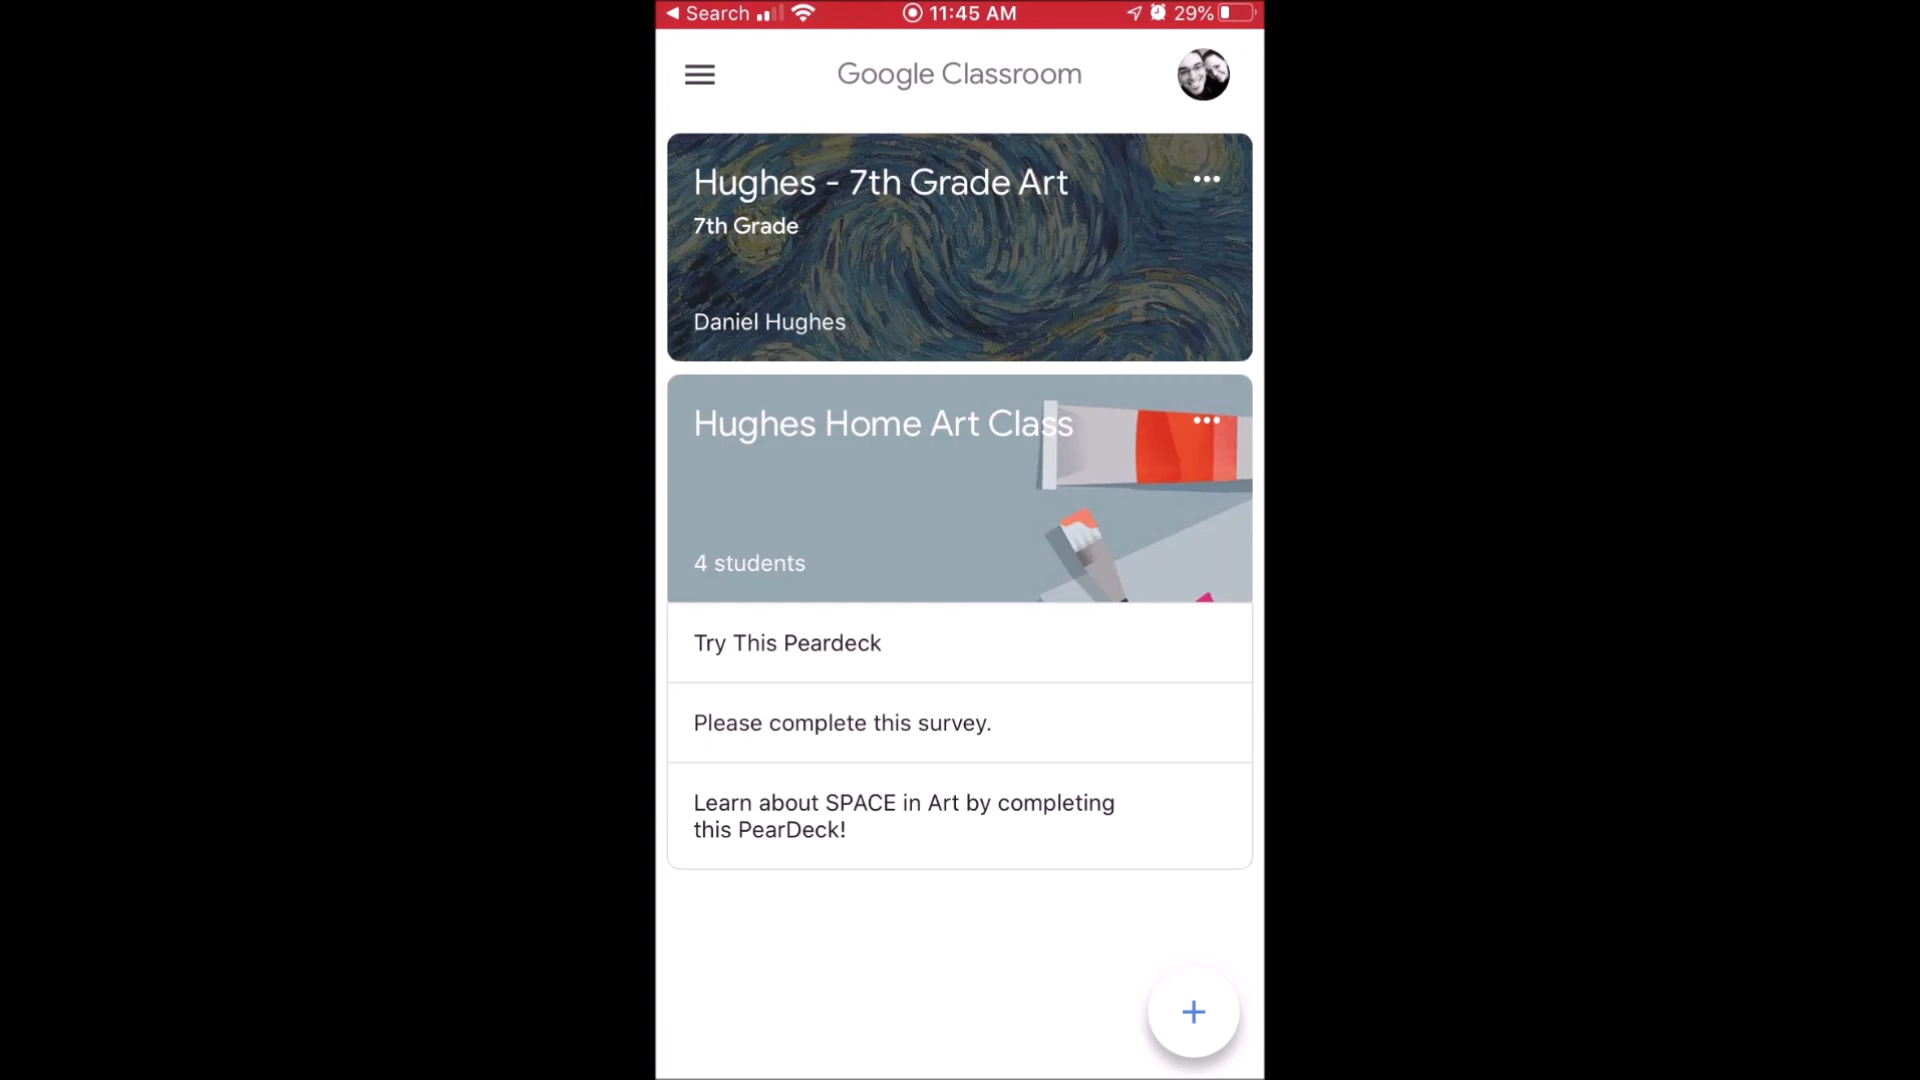 Search 11:45 AM 29%
Google Classroom
Hughes - 7th Grade Art
7th Grade
Daniel Hughes
Hughes Home Art Class
4 students
Try This Peardeck
Please complete this survey.
Learn about SPACE in Art by completing
this PearDeck!